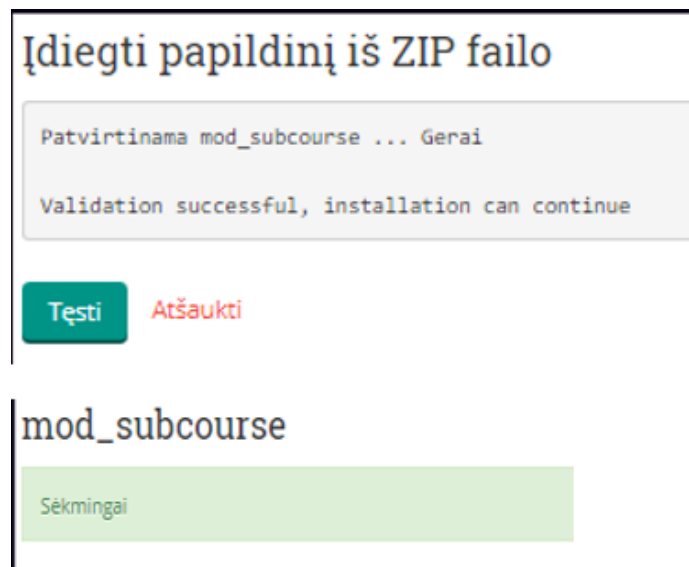 Įdiegti papildinį iš ZIP failo
Patvirtinama mod_subcourse ... Gerai
Validation successful, installation can continue
Tęsti Atšaukti
mod_subcourse
Sėkmingai